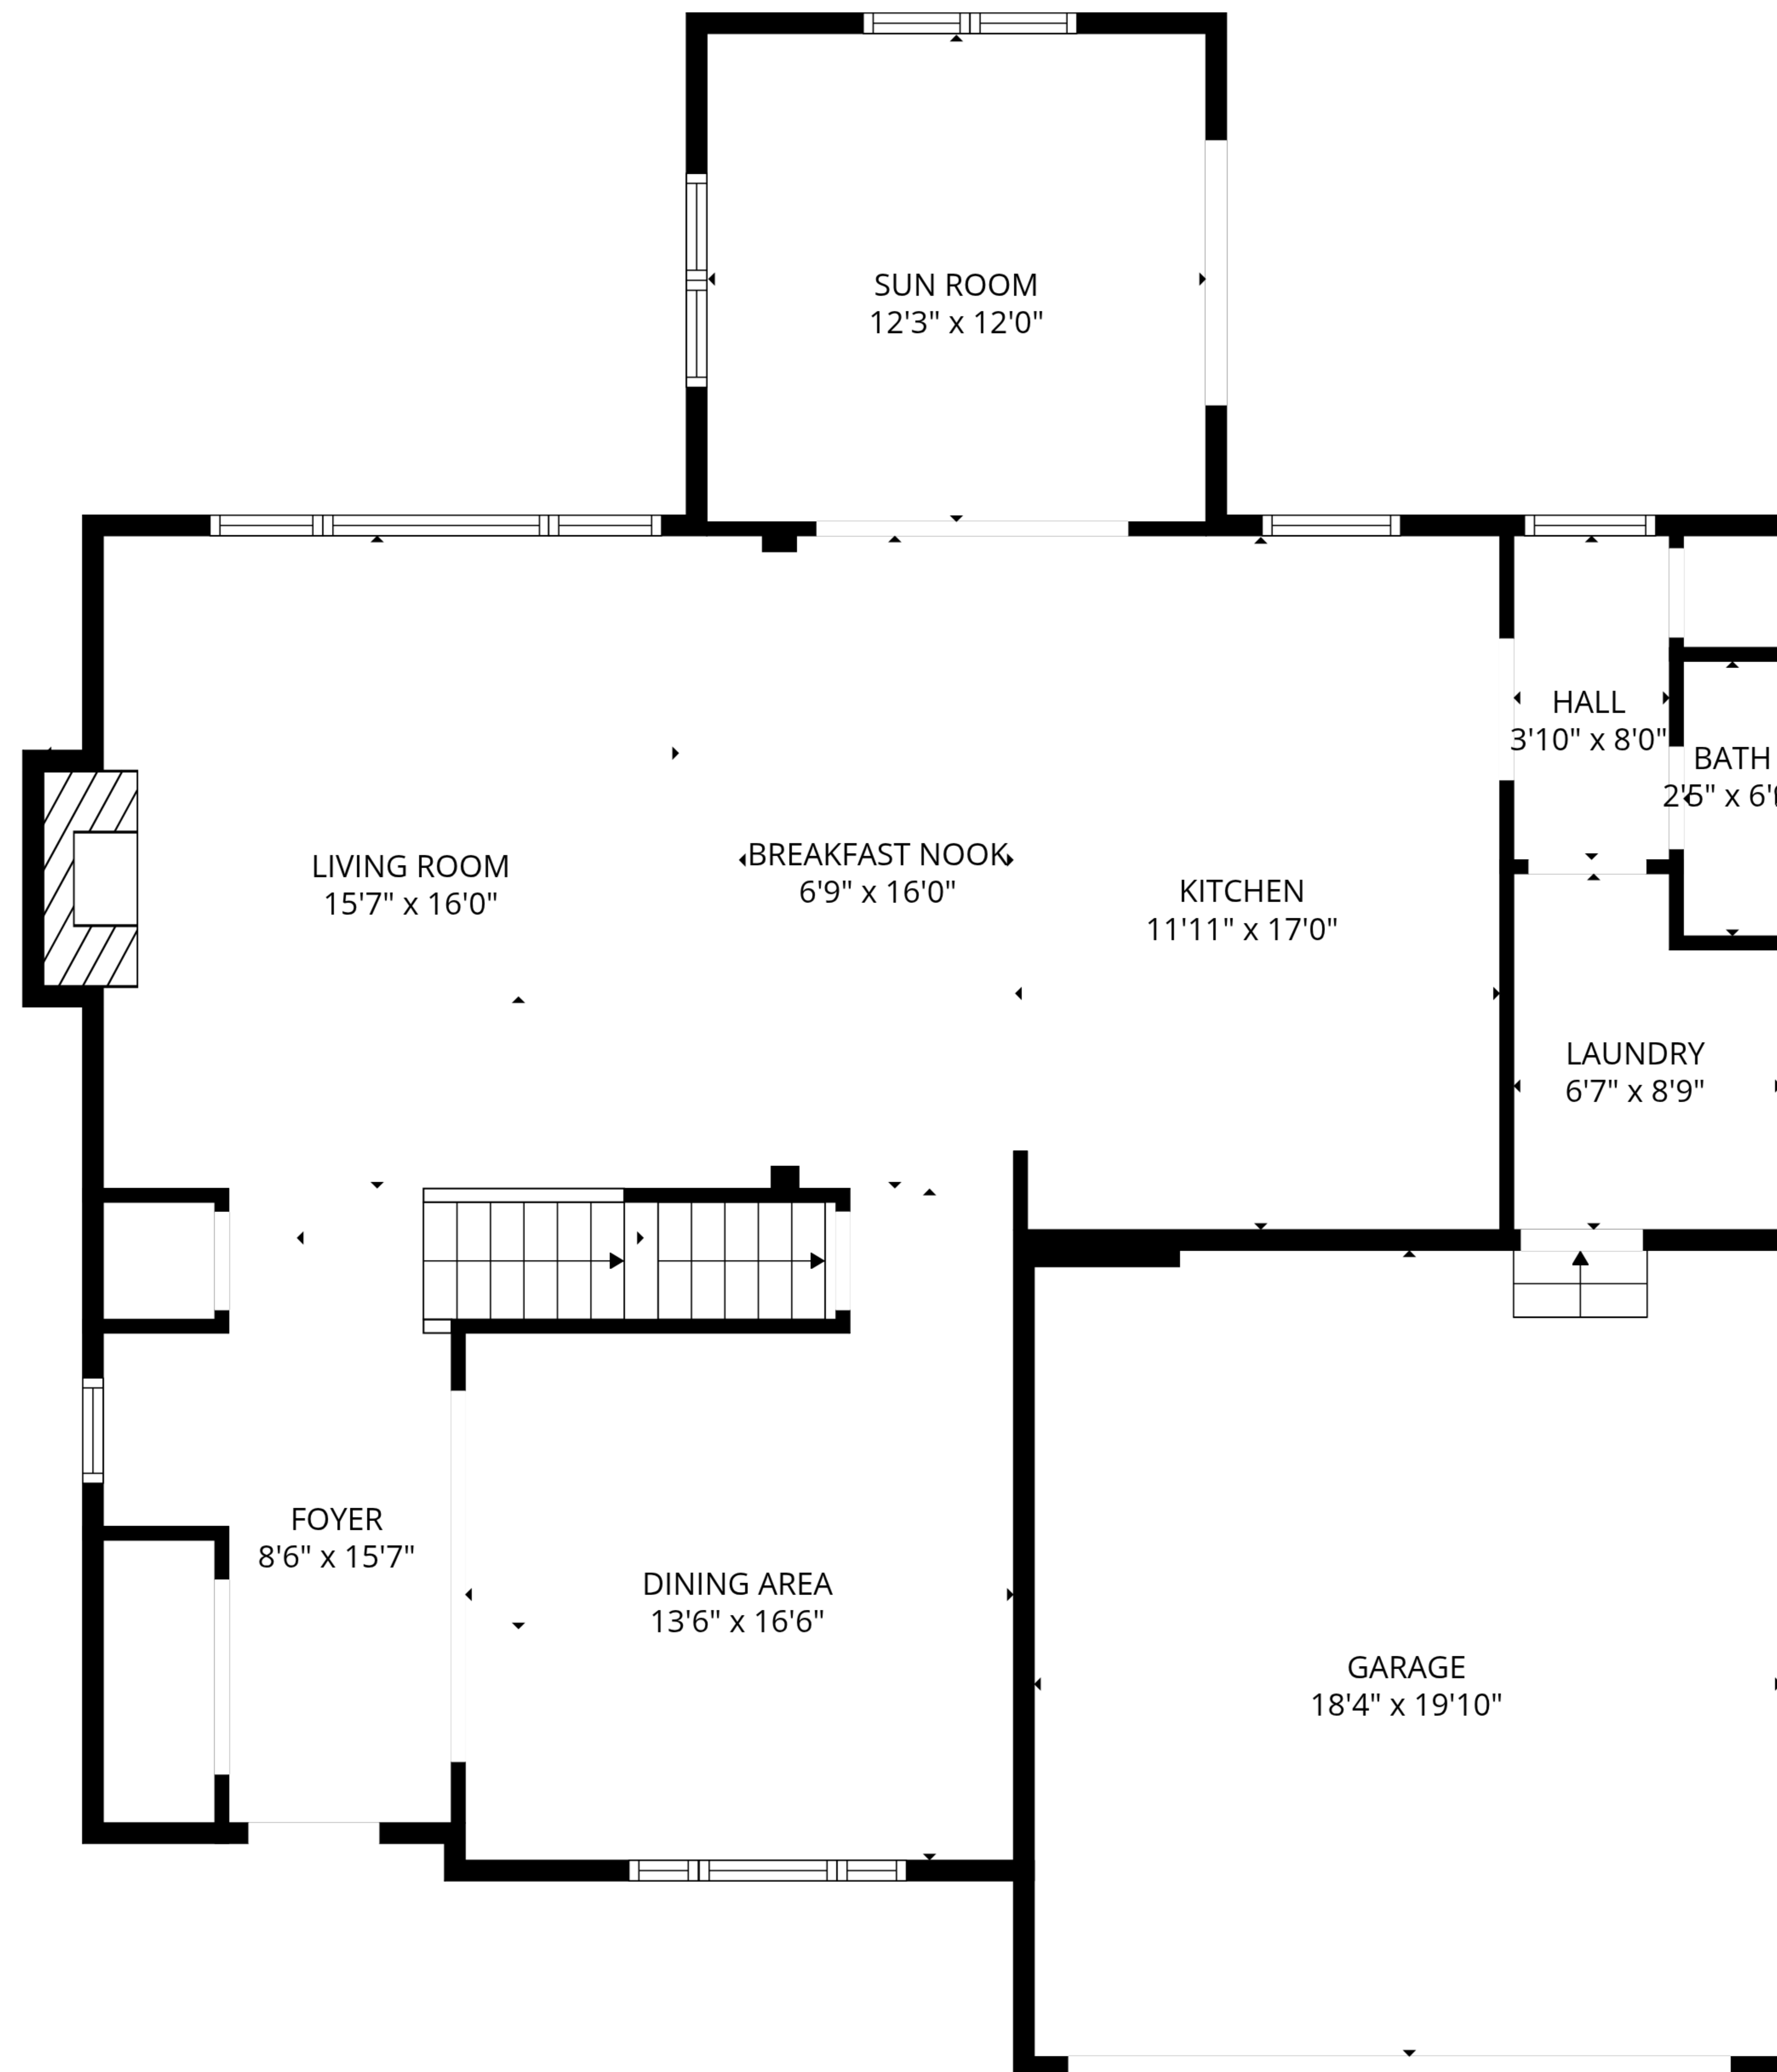 SUN ROOM
12'3" x 12'0"
HALL
3'10" x 8'0"
BATH
2'5" x
LIVING ROOM
15'7" x 16'0"
BREAKFAST NOOK
6'9" x 16'0"
KITCHEN
11'11" x 17'0"
LAUNDRY
6'7" x 8'9"
FOYER
8'6" x 15'7"
DINING AREA
13'6" x 16'6"
GARAGE
18'4" x 19'10"